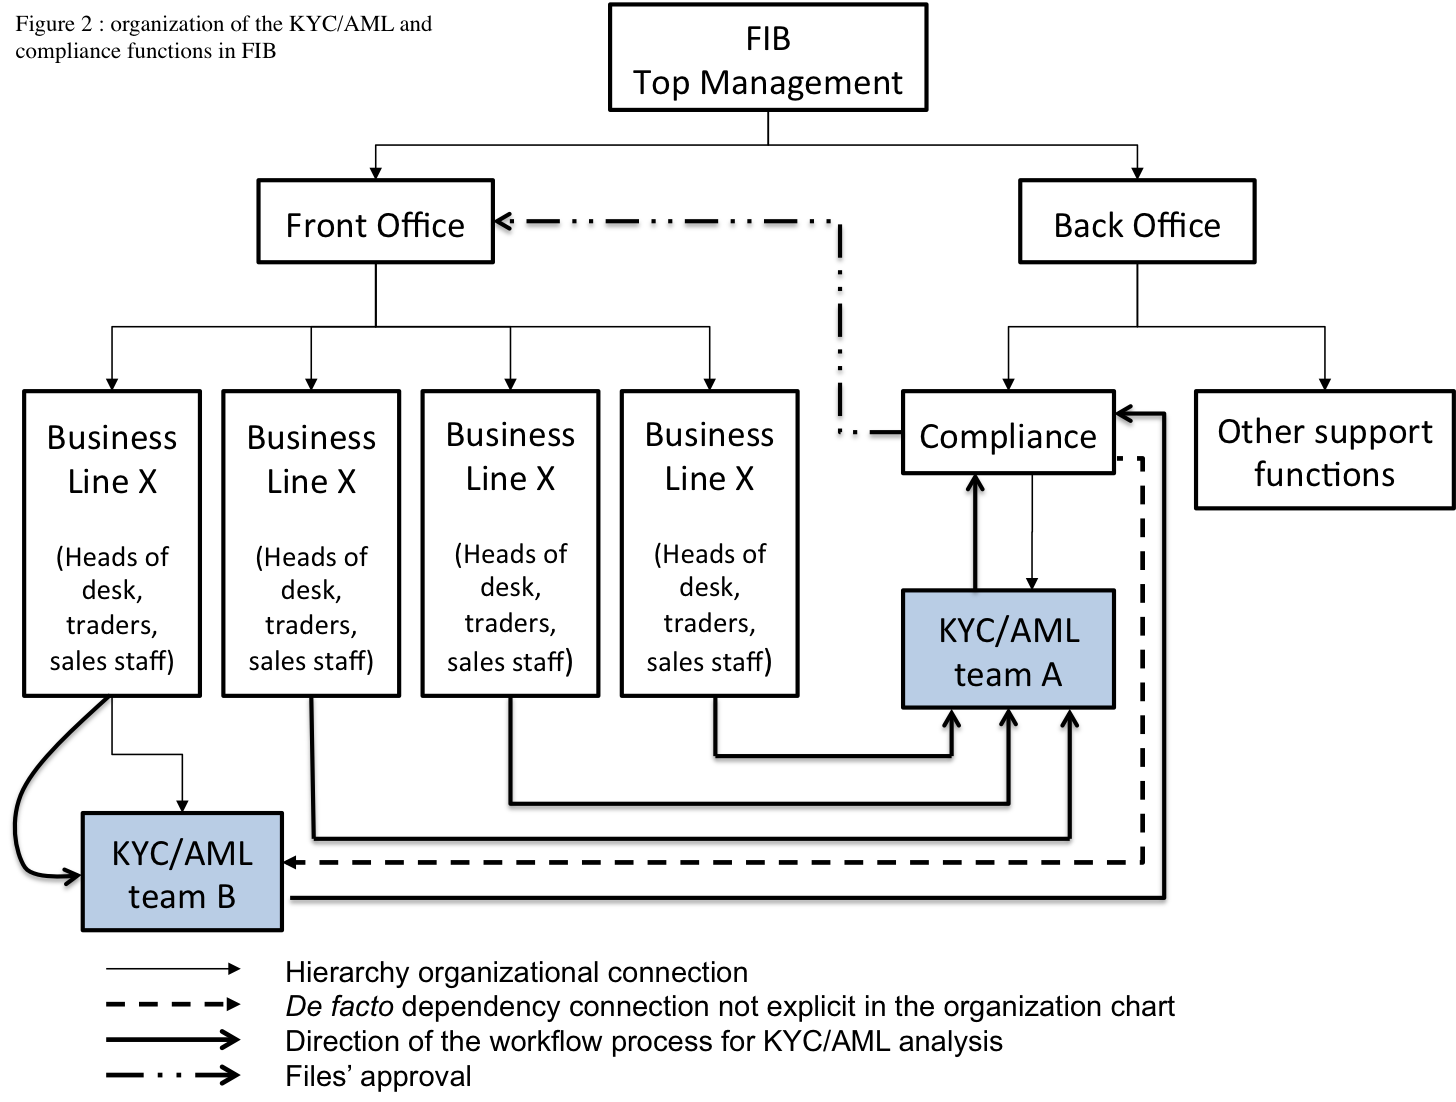 Figure 2 : organization of the KYC/AML and
compliance functions in FIB
FIB
Top Management
Front Office
Back Office
Business
Line X
(Heads of
desk,
traders,
sales staff)
Business
Line X
(Heads of
desk,
traders,
sales staff)
Business
Line X
(Heads of
desk,
traders,
sales staff)
Business
Line X
(Heads of
desk,
traders,
sales staff)
Compliance
Other support
functions
KYC/AML
team A
KYC/AML
team B
Hierarchy organizational connection
De facto dependency connection not explicit in the organization chart
Direction of the workflow process for KYC/AML analysis
Files’ approval